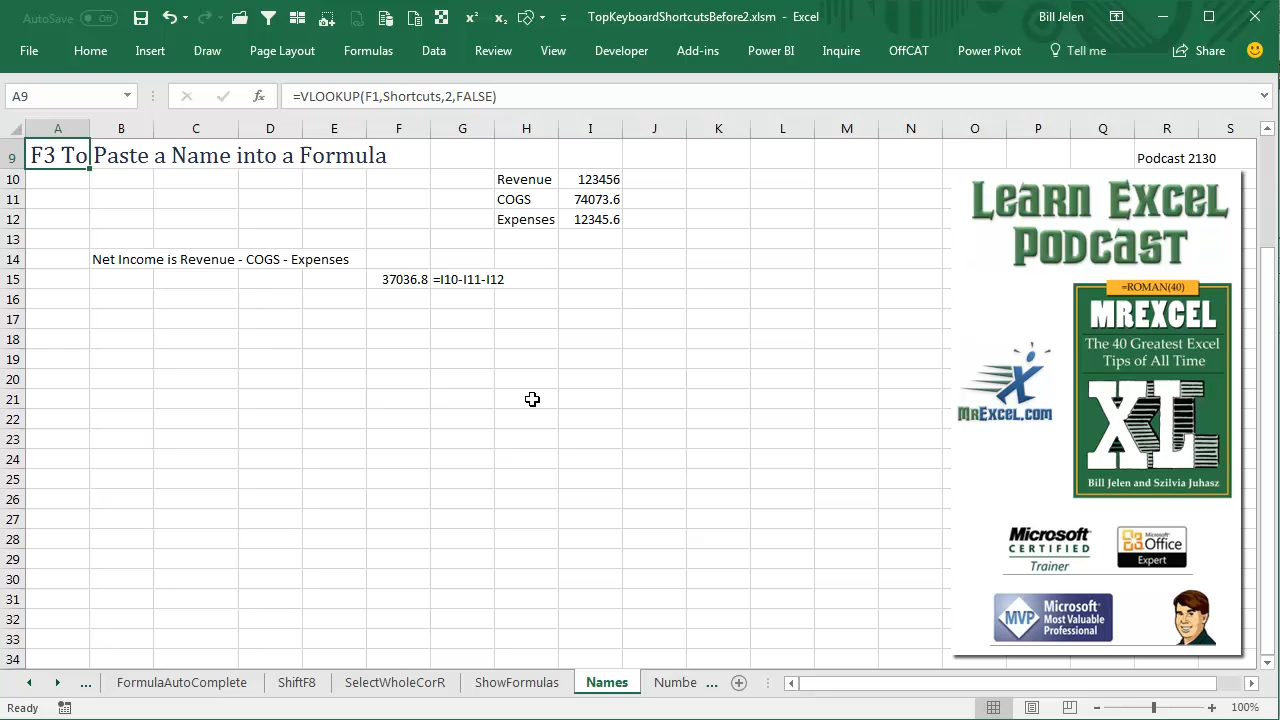 AutoSave Off
TopKeyboardShortcutsBefore2.xlsm - Excel
Bill Jelen
File Home Insert Draw Page Layout Formulas Data Review View Developer Add-ins Power BI Inquire OffCAT Power Pivot Tell me Share
A9 fx =VLOOKUP(F1,Shortcuts,2,FALSE)
A B C D E F G H I J K L M N O P Q R S
9 F3 To Paste a Name into a Formula Podcast 2130
10 Revenue 123456
11 COGS 74073.6
12 Expenses 12345.6
13
14 Net Income is Revenue - COGS - Expenses
15 37036.8 =I10-I11-I12
16
17
18
19
20
21
22
23
24
25
26
27
28
29
30
31
32
33
34
Learn Excel
Podcast
=ROMAN(40)
MREXCEL
The 40 Greatest Excel
Tips of All Time
XL
Bill Jelen and Szilvia Juhasz
MrExcel.com
Microsoft
CERTIFIED
Trainer
Microsoft
Office
Expert
MVP
Microsoft
Most Valuable
Professional
... FormulaAutoComplete ShiftF8 SelectWholeCorR ShowFormulas Names Numbe ...
Ready 100%